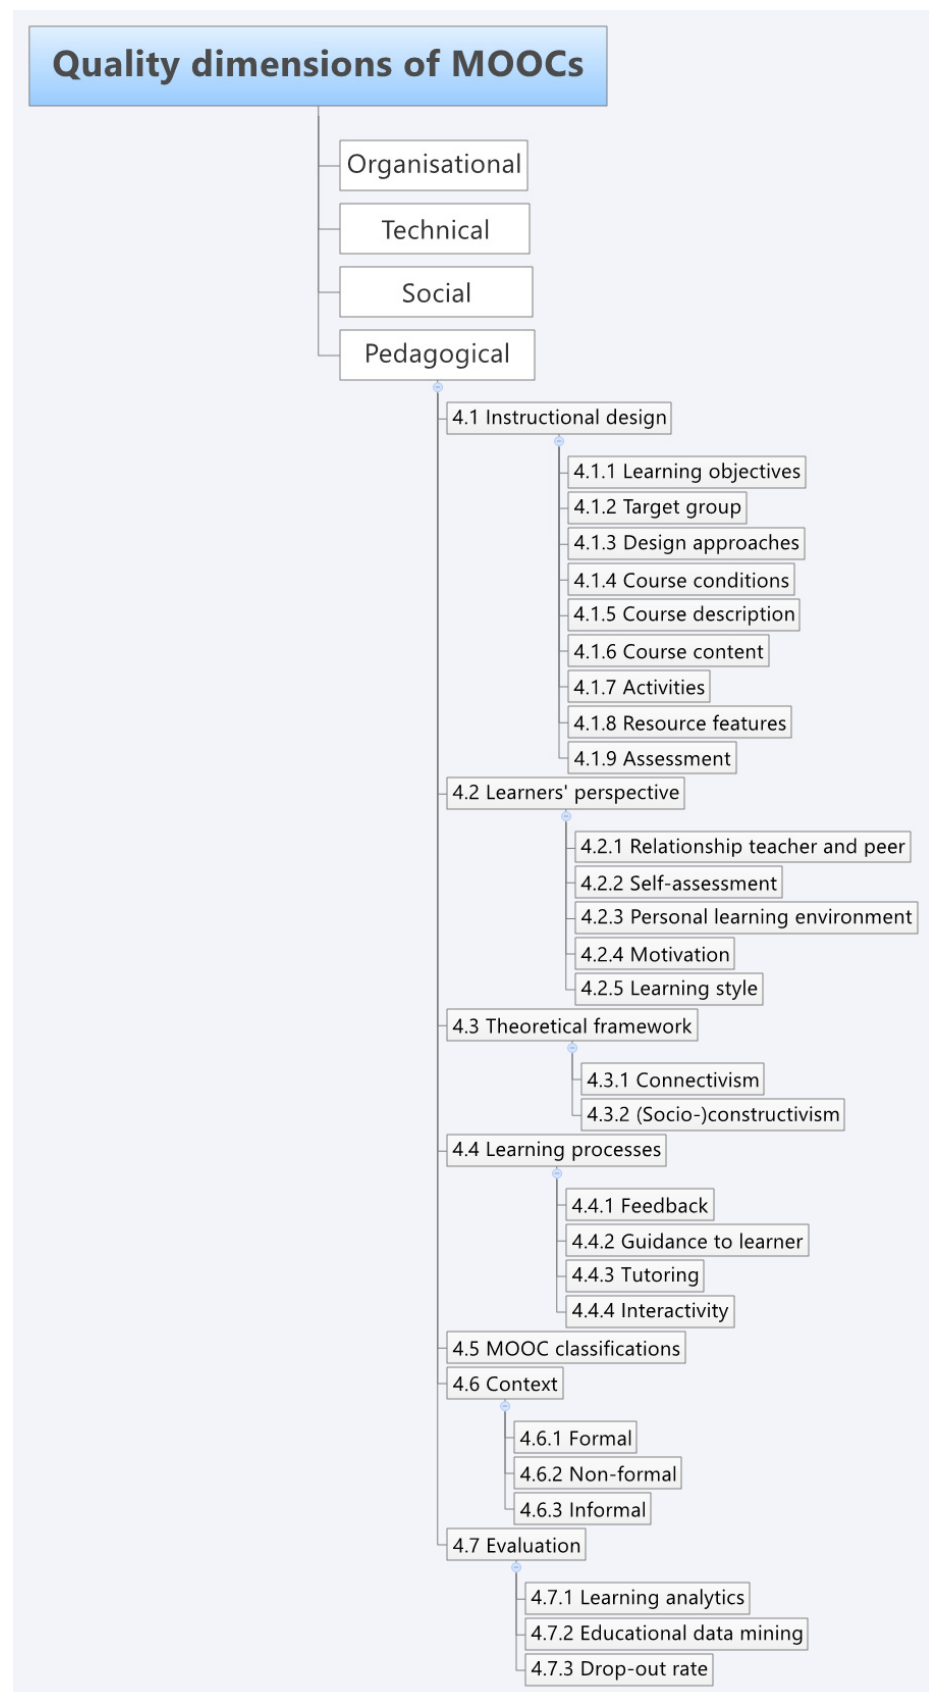 Quality dimensions of MOOCs
Organisational
Technical
Social
Pedagogical
4.1 Instructional design
4.1.1 Learning objectives
4.1.2 Target group
4.1.3 Design approaches
4.1.4 Course conditions
4.1.5 Course description
4.1.6 Course content
4.1.7 Activities
4.1.8 Resource features
4.1.9 Assessment
4.2 Learners' perspective
4.2.1 Relationship teacher and peer
4.2.2 Self-assessment
4.2.3 Personal learning environment
4.2.4 Motivation
4.2.5 Learning style
4.3 Theoretical framework
4.3.1 Connectivism
4.3.2 (Socio-)constructivism
4.4 Learning processes
4.4.1 Feedback
4.4.2 Guidance to learner
4.4.3 Tutoring
4.4.4 Interactivity
4.5 MOOC classifications
4.6 Context
4.6.1 Formal
4.6.2 Non-formal
4.6.3 Informal
4.7 Evaluation
4.7.1 Learning analytics
4.7.2 Educational data mining
4.7.3 Drop-out rate